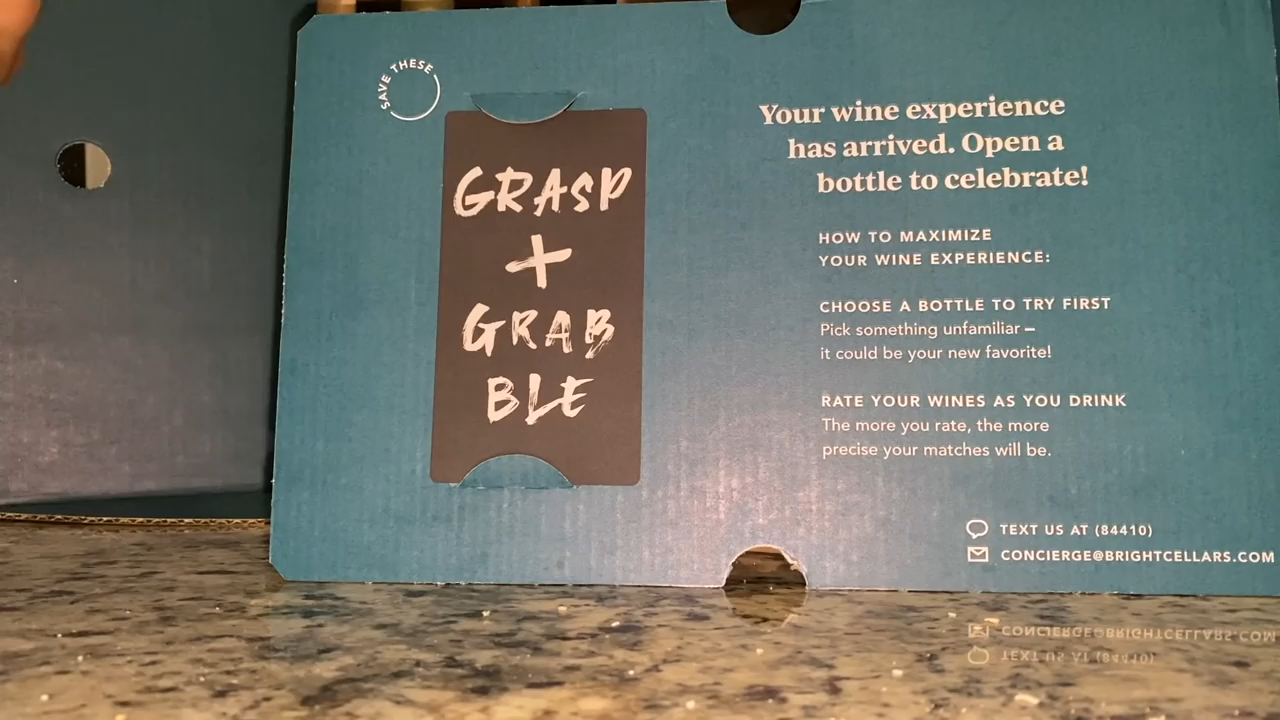 SAVE THESE
GRASP
+
GRAB
BLE
Your wine experience
has arrived. Open a
bottle to celebrate!
HOW TO MAXIMIZE
YOUR WINE EXPERIENCE:
CHOOSE A BOTTLE TO TRY FIRST
Pick something unfamiliar –
it could be your new favorite!
RATE YOUR WINES AS YOU DRINK
The more you rate, the more
precise your matches will be.
TEXT US AT (84410)
CONCIERGE@BRIGHTCELLARS.COM